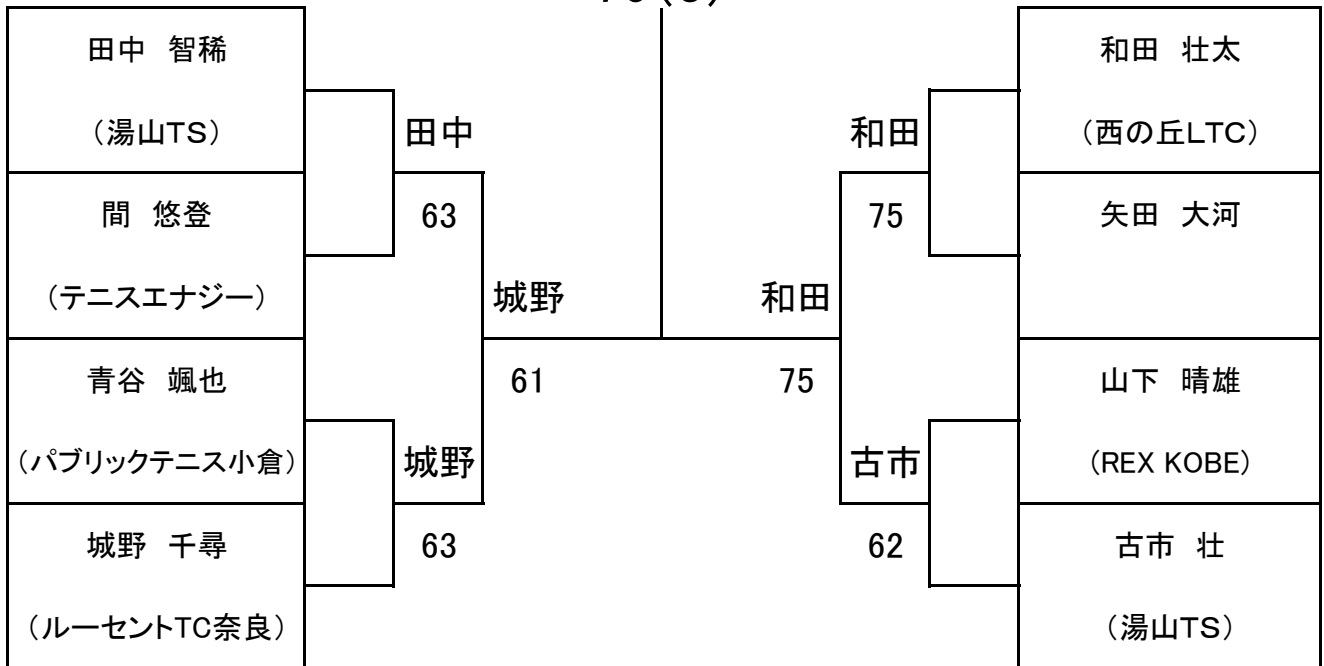 田中 智稀
（湯山TS）
間 悠登
（テニスエナジー）
青谷 颯也
（パブリックテニス小倉）
城野 千尋
（ルーセントTC奈良）
田中
63
城野
63
城野
61
和田
75
和田
75
古市
62
和田 壮太
（西の丘LTC）
矢田 大河
山下 晴雄
（REX KOBE）
古市 壮
（湯山TS）